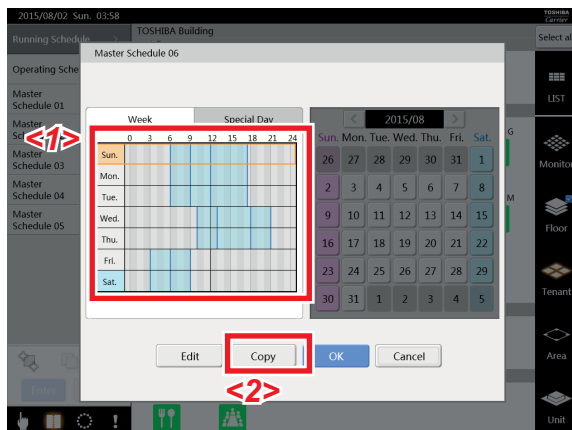 2015/08/02 Sun. 03:58
TOSHIBA
Carrier
Running Schedule
TOSHIBA Building
Select al
Master Schedule 06
Operating Sche
Master
Schedule 01
Master
<1>
Master
Schedule 03
Master
Schedule 04
Master
Schedule 05
Week Special Day
0 3 6 9 12 15 18 21 24
Sun.
Mon.
Tue.
Wed.
Thu.
Fri.
Sat.
< 2015/08 >
Sun. Mon. Tue. Wed. Thu. Fri. Sat.
26 27 28 29 30 31 1
2 3 4 5 6 7 8
9 10 11 12 13 14 15
16 17 18 19 20 21 22
23 24 25 26 27 28 29
30 31 1 2 3 4 5
G
M
Edit Copy OK Cancel
<2>
Enter
LIST
Monitor
Floor
Tenant
Area
Unit